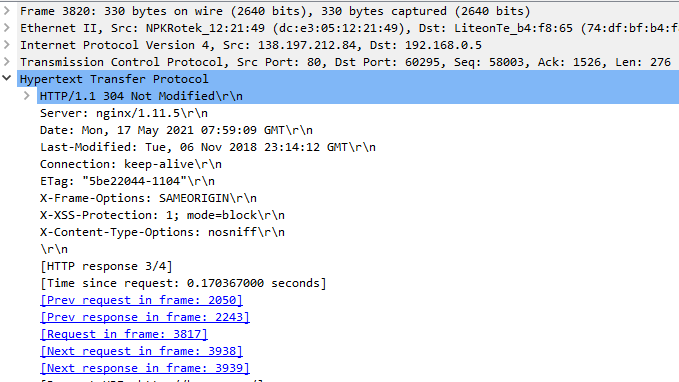 Frame 3820: 330 bytes on wire (2640 bits), 330 bytes captured (2640 bits)
Ethernet II, Src: NPKRotek_12:21:49 (dc:e3:05:12:21:49), Dst: LiteonTe_b4:f8:65 (74:df:bf:b4:f
Internet Protocol Version 4, Src: 138.197.212.84, Dst: 192.168.0.5
Transmission Control Protocol, Src Port: 80, Dst Port: 60295, Seq: 58003, Ack: 1526, Len: 276
Hypertext Transfer Protocol
HTTP/1.1 304 Not Modified\r\n
Server: nginx/1.11.5\r\n
Date: Mon, 17 May 2021 07:59:09 GMT\r\n
Last-Modified: Tue, 06 Nov 2018 23:14:12 GMT\r\n
Connection: keep-alive\r\n
ETag: "5be22044-1104"\r\n
X-Frame-Options: SAMEORIGIN\r\n
X-XSS-Protection: 1; mode=block\r\n
X-Content-Type-Options: nosniff\r\n
\r\n
[HTTP response 3/4]
[Time since request: 0.170367000 seconds]
[Prev request in frame: 2050]
[Prev response in frame: 2243]
[Request in frame: 3817]
[Next request in frame: 3938]
[Next response in frame: 3939]